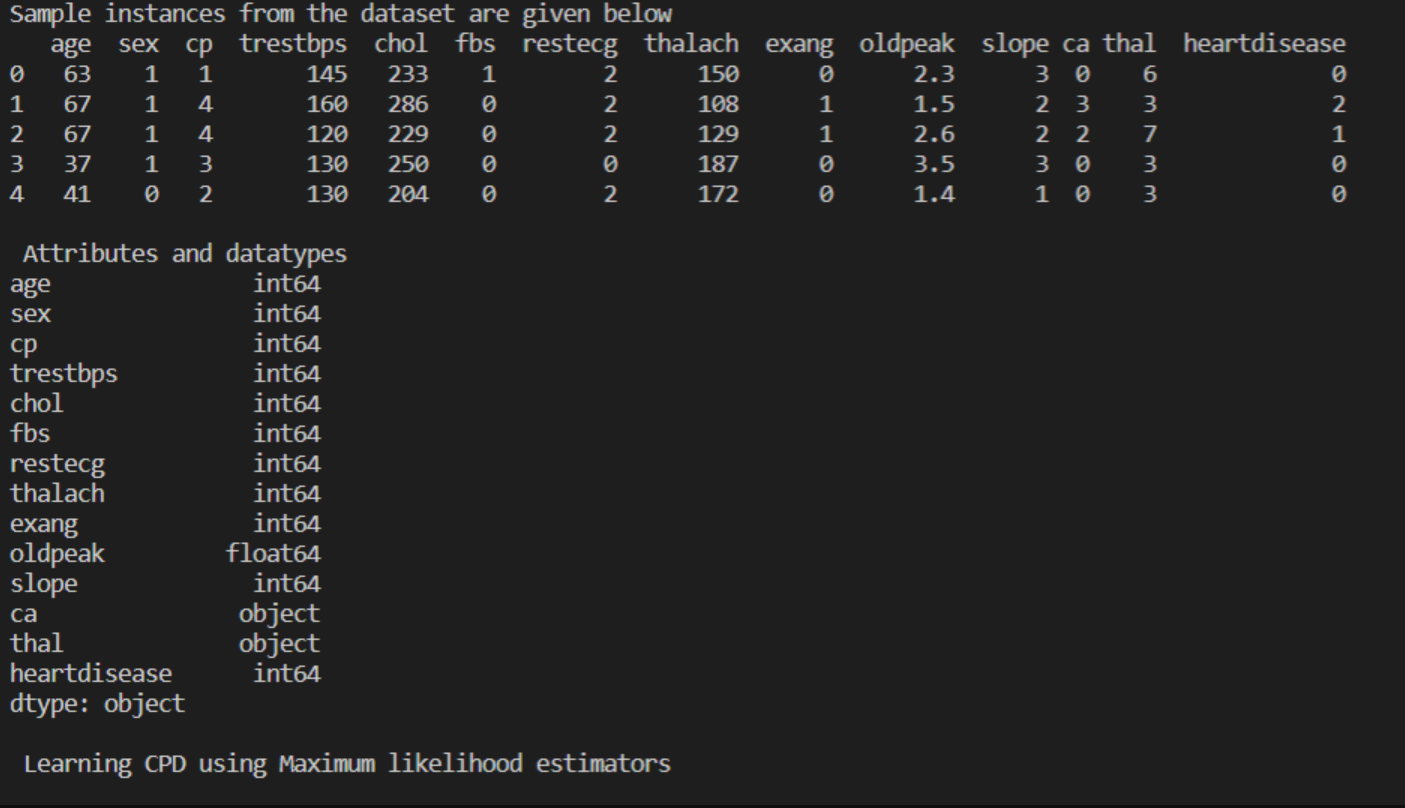 Sample instances from the dataset are given below
   age  sex  cp  trestbps  chol  fbs  restecg  thalach  exang  oldpeak  slope ca thal  heartdisease
0   63    1   1       145   233    1        2      150      0      2.3      3  0    6             0
1   67    1   4       160   286    0        2      108      1      1.5      2  3    3             2
2   67    1   4       120   229    0        2      129      1      2.6      2  2    7             1
3   37    1   3       130   250    0        0      187      0      3.5      3  0    3             0
4   41    0   2       130   204    0        2      172      0      1.4      1  0    3             0
 Attributes and datatypes
age               int64
sex               int64
cp                int64
trestbps          int64
chol              int64
fbs               int64
restecg           int64
thalach           int64
exang             int64
oldpeak         float64
slope             int64
ca               object
thal             object
heartdisease      int64
dtype: object
 Learning CPD using Maximum likelihood estimators